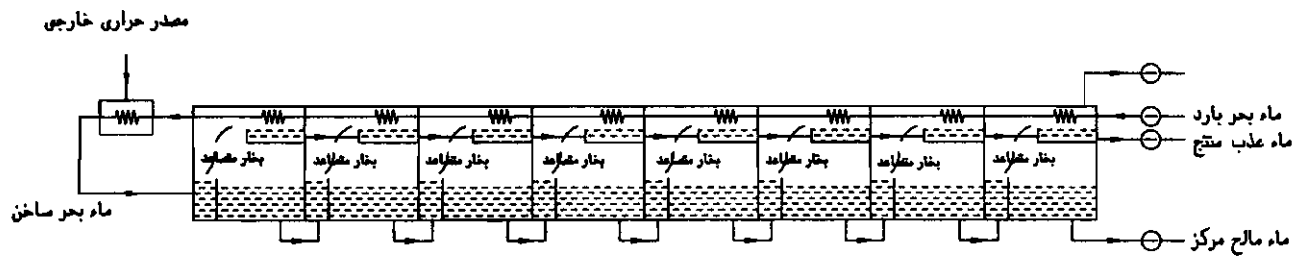 مصدر حراري خارجي
ماء بحر بارد
ماء عذب منتج
بخار متصاعد
بخار متصاعد
بخار متصاعد
بخار متصاعد
بخار متصاعد
بخار متصاعد
بخار متصاعد
بخار متصاعد
ماء بحر ساخن
ماء مالح مركز